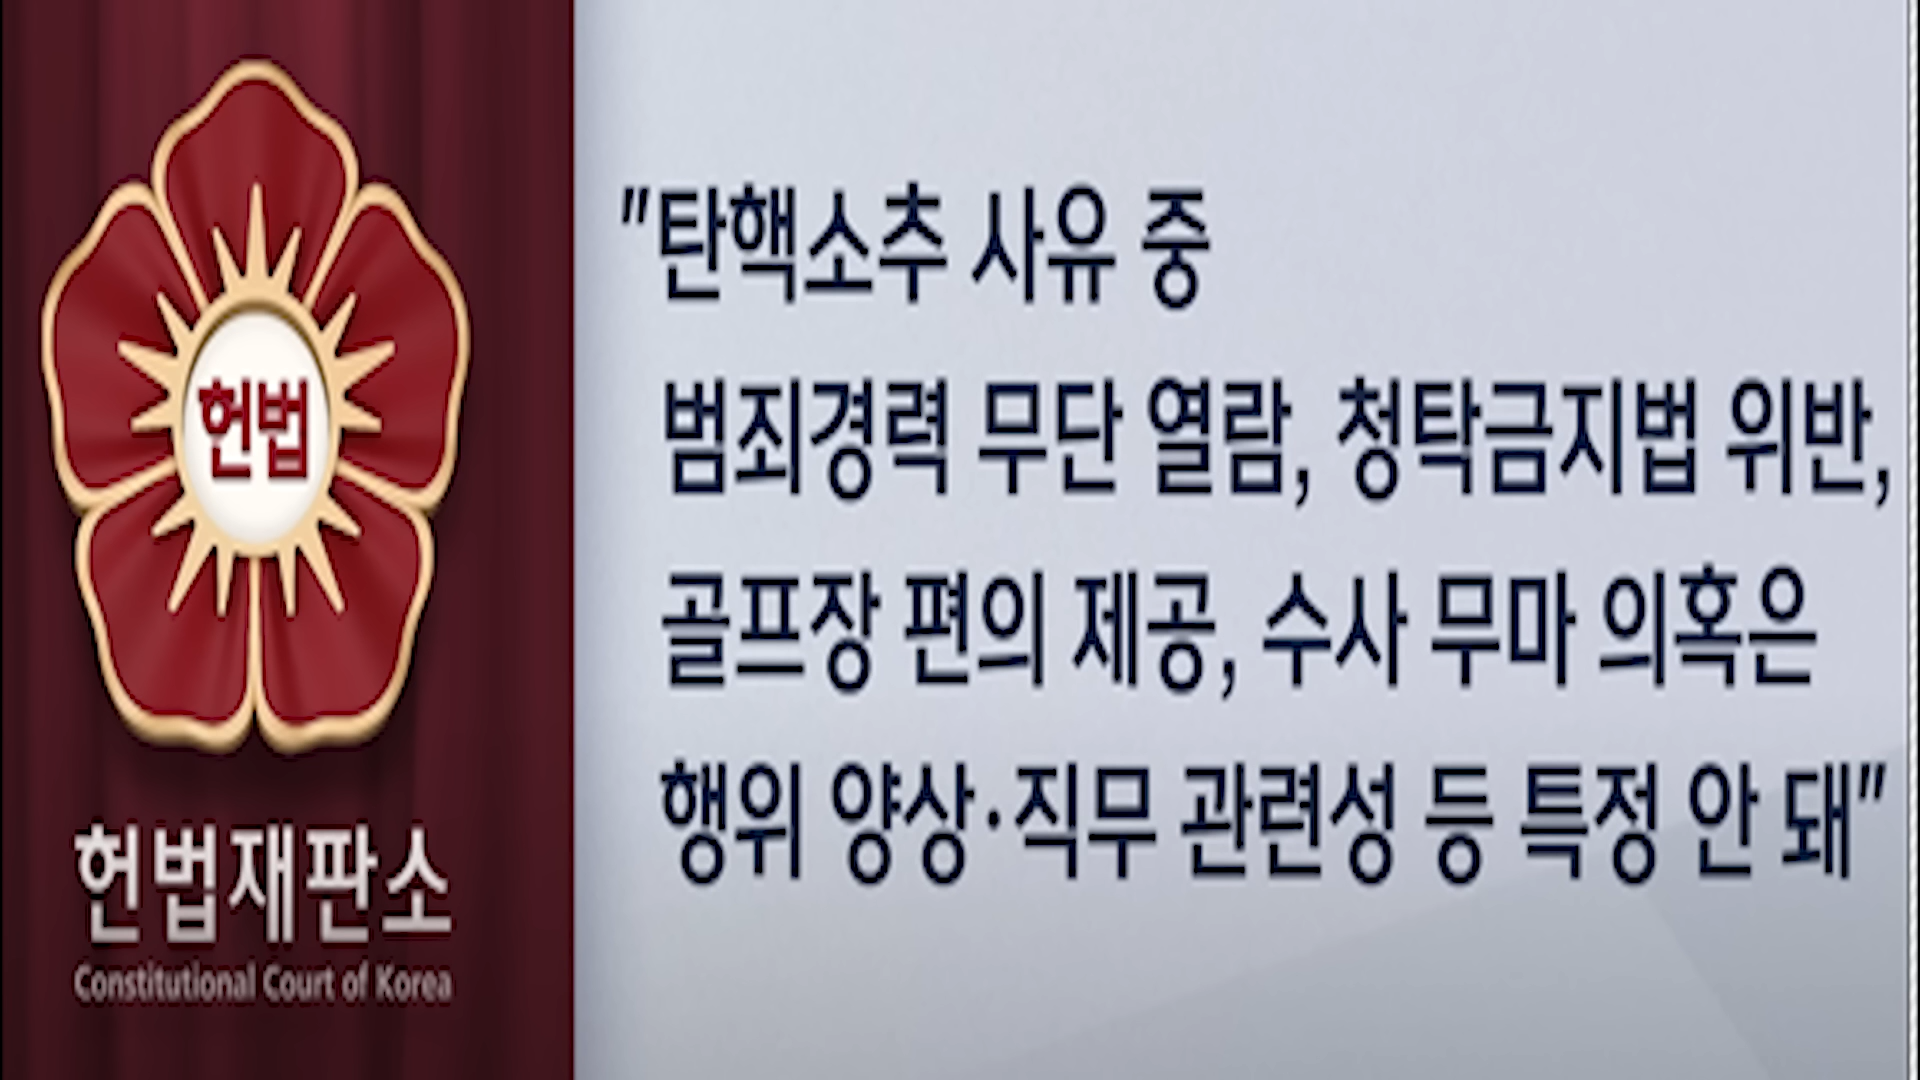 헌법
헌법재판소
Constitutional Court of Korea
"탄핵소추 사유 중
범죄경력 무단 열람, 청탁금지법 위반,
골프장 편의 제공, 수사 무마 의혹은
행위 양상·직무 관련성 등 특정 안 돼"